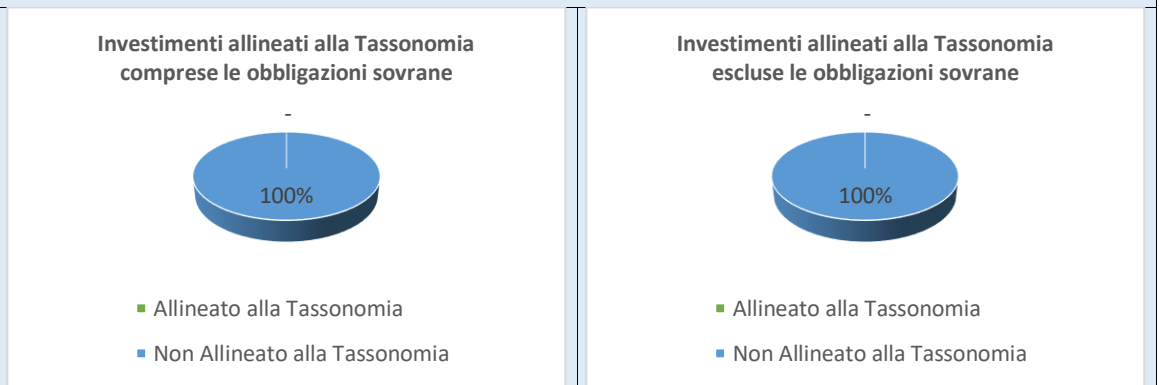 Investimenti allineati alla Tassonomia
comprese le obbligazioni sovrane
-
100%
Allineato alla Tassonomia
Non Allineato alla Tassonomia
Investimenti allineati alla Tassonomia
escluse le obbligazioni sovrane
-
100%
Allineato alla Tassonomia
Non Allineato alla Tassonomia